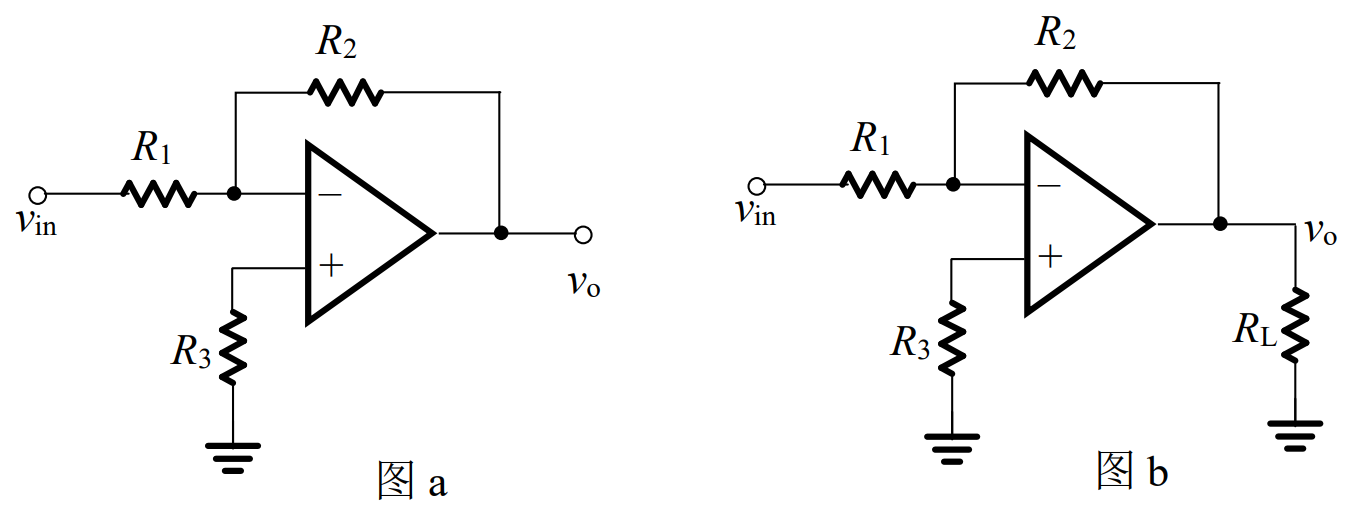 R2
R1
vin
−
+
vo
R3
图 a
R2
R1
vin
−
+
vo
R3
RL
图 b